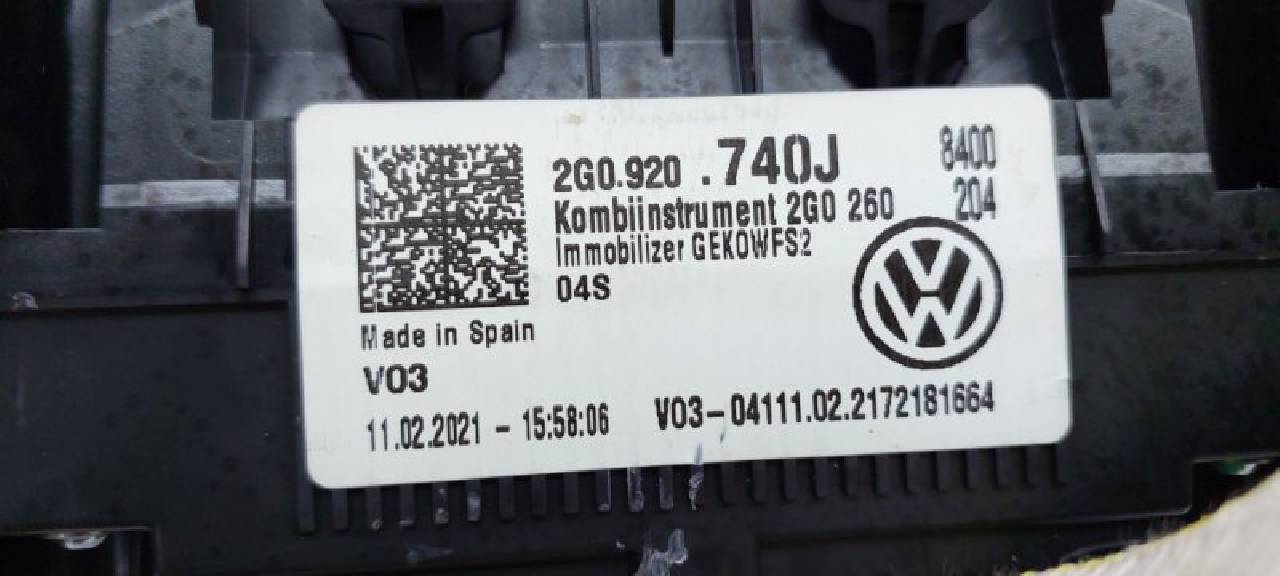 2G0.920 .740J 8400
Kombiinstrument 2G0 260 204
Immobilizer GEKOWFS2
04S
Made in Spain
V03
11.02.2021 - 15:58:06 V03-04111.02.2172181664